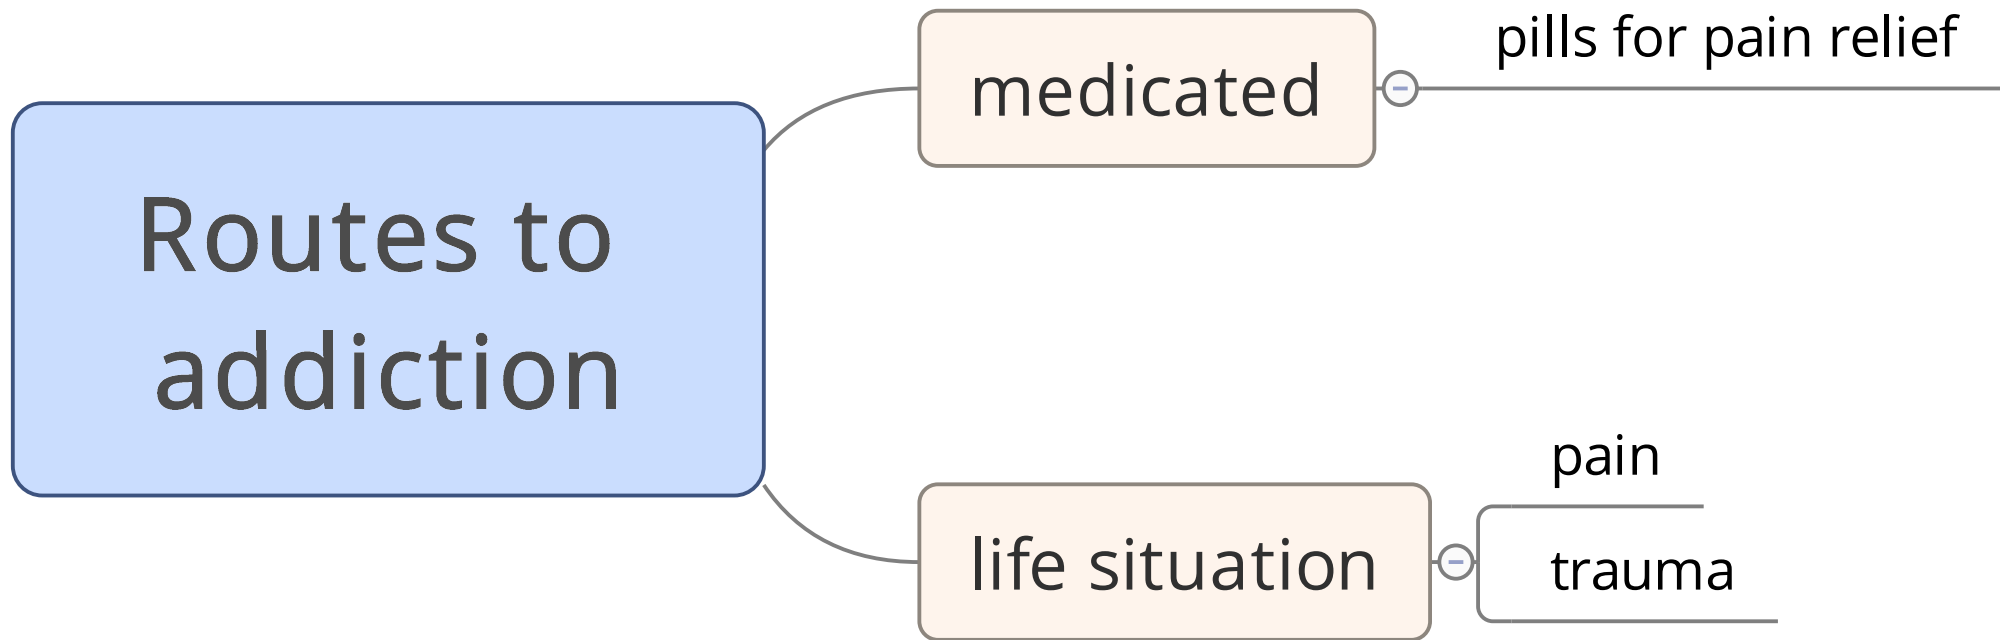 Routes to
addiction
medicated
pills for pain relief
life situation
pain
trauma